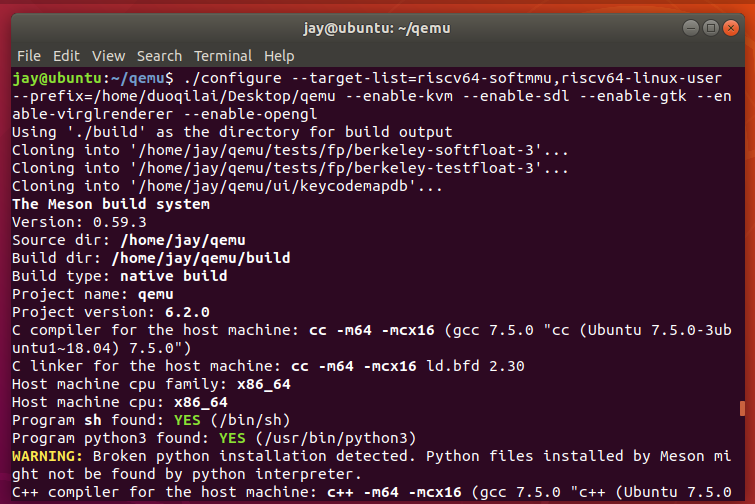 jay@ubuntu: ~/qemu
File Edit View Search Terminal Help
jay@ubuntu:~/qemu$ ./configure --target-list=riscv64-softmmu,riscv64-linux-user
--prefix=/home/duoqilai/Desktop/qemu --enable-kvm --enable-sdl --enable-gtk --en
able-virglrenderer --enable-opengl
Using './build' as the directory for build output
Cloning into '/home/jay/qemu/tests/fp/berkeley-softfloat-3'...
Cloning into '/home/jay/qemu/tests/fp/berkeley-testfloat-3'...
Cloning into '/home/jay/qemu/ui/keycodemapdb'...
The Meson build system
Version: 0.59.3
Source dir: /home/jay/qemu
Build dir: /home/jay/qemu/build
Build type: native build
Project name: qemu
Project version: 6.2.0
C compiler for the host machine: cc -m64 -mcx16 (gcc 7.5.0 "cc (Ubuntu 7.5.0-3ub
untu1~18.04) 7.5.0")
C linker for the host machine: cc -m64 -mcx16 ld.bfd 2.30
Host machine cpu family: x86_64
Host machine cpu: x86_64
Program sh found: YES (/bin/sh)
Program python3 found: YES (/usr/bin/python3)
WARNING: Broken python installation detected. Python files installed by Meson mi
ght not be found by python interpreter.
C++ compiler for the host machine: c++ -m64 -mcx16 (gcc 7.5.0 "c++ (Ubuntu 7.5.0